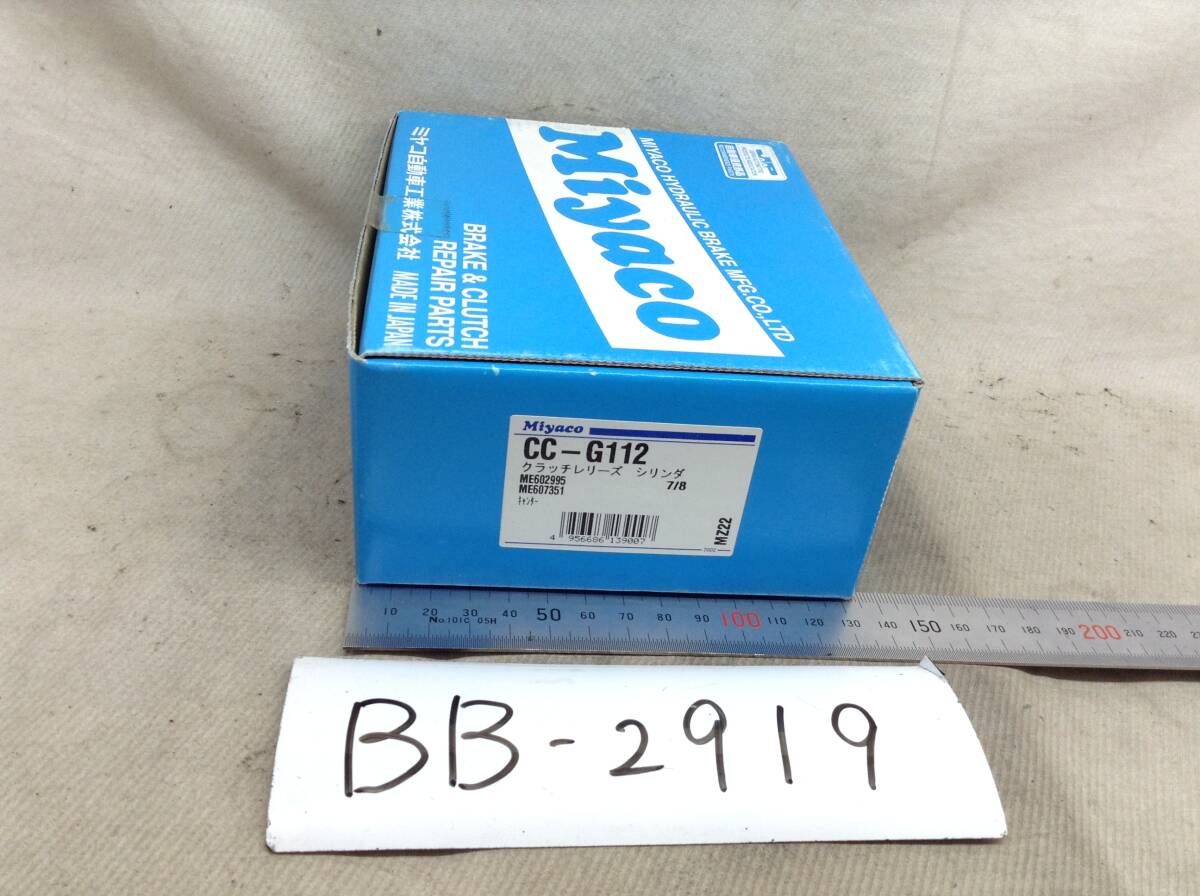 MIYACO HYDRAULIC BRAKE MFG.CO.,LTD
Miyaco
BRAKE & CLUTCH
REPAIR PARTS
ミヤコ自動車工業株式会社 MADE IN JAPAN
Miyaco
CC-G112
クラッチレリーズ シリンダ
ME602995 7/8
ME607351
ｷｬﾝﾀｰ
4 956686 139007
MZ22
10 20 30 40 50 60 70 80 90 100 110 120 130 140 150 160 170 180 190 200 210 220
No.101C 05H
BB-2919